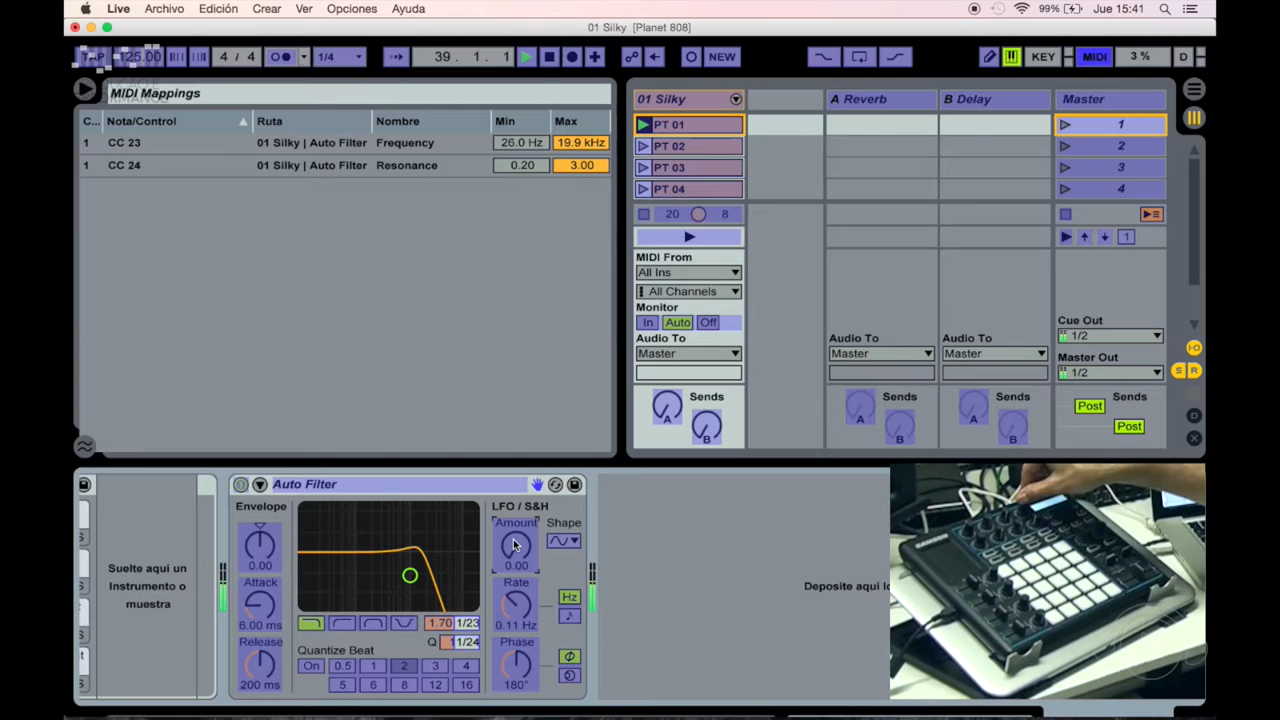 Live Archivo Edición Crear Ver Opciones Ayuda 99% Jue 15:41
01 Silky [Planet 808]
TAP 125.00 4 / 4 1/4 39 . 1 . 1 NEW KEY MIDI 3 % D
MIDI Mappings
C... Nota/Control Ruta Nombre Min Max
1 CC 23 01 Silky | Auto Filter Frequency 26.0 Hz 19.9 kHz
1 CC 24 01 Silky | Auto Filter Resonance 0.20 3.00
01 Silky A Reverb B Delay Master
PT 01 1
PT 02 2
PT 03 3
PT 04 4
20 8
1
MIDI From
All Ins
All Channels
Monitor
In Auto Off
Audio To Audio To Audio To
Master Master Master
Cue Out
1/2
Master Out
1/2
Sends Sends Sends Sends
A B A B A B Post
Post
S R
D
X
Suelte aquí un
Instrumento o
muestra
Auto Filter
Envelope
0.00
Attack
6.00 ms
Release
200 ms
1.70 1/23
Q 1/24
Quantize Beat
On 0.5 1 2 3 4
5 6 8 12 16
LFO / S&H
Amount Shape
0.00
Rate
0.11 Hz
Hz
Phase
180°
Deposite aquí